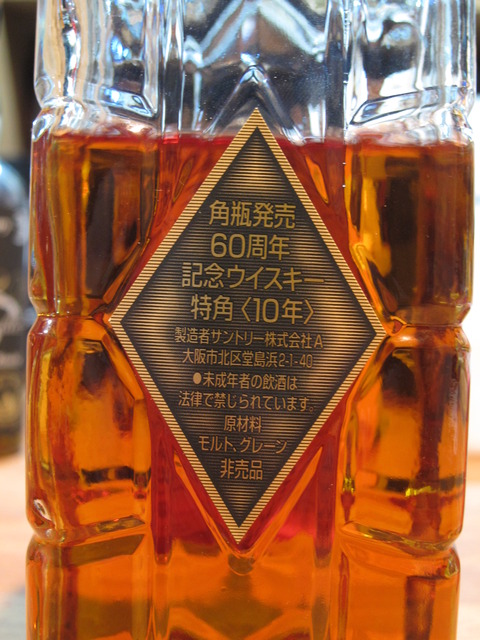 角瓶発売
60周年
記念ウイスキー
特角〈10年〉
製造者サントリー株式会社A
大阪市北区堂島浜2-1-40
●未成年者の飲酒は
法律で禁じられています。
原材料
モルト、グレーン
非売品